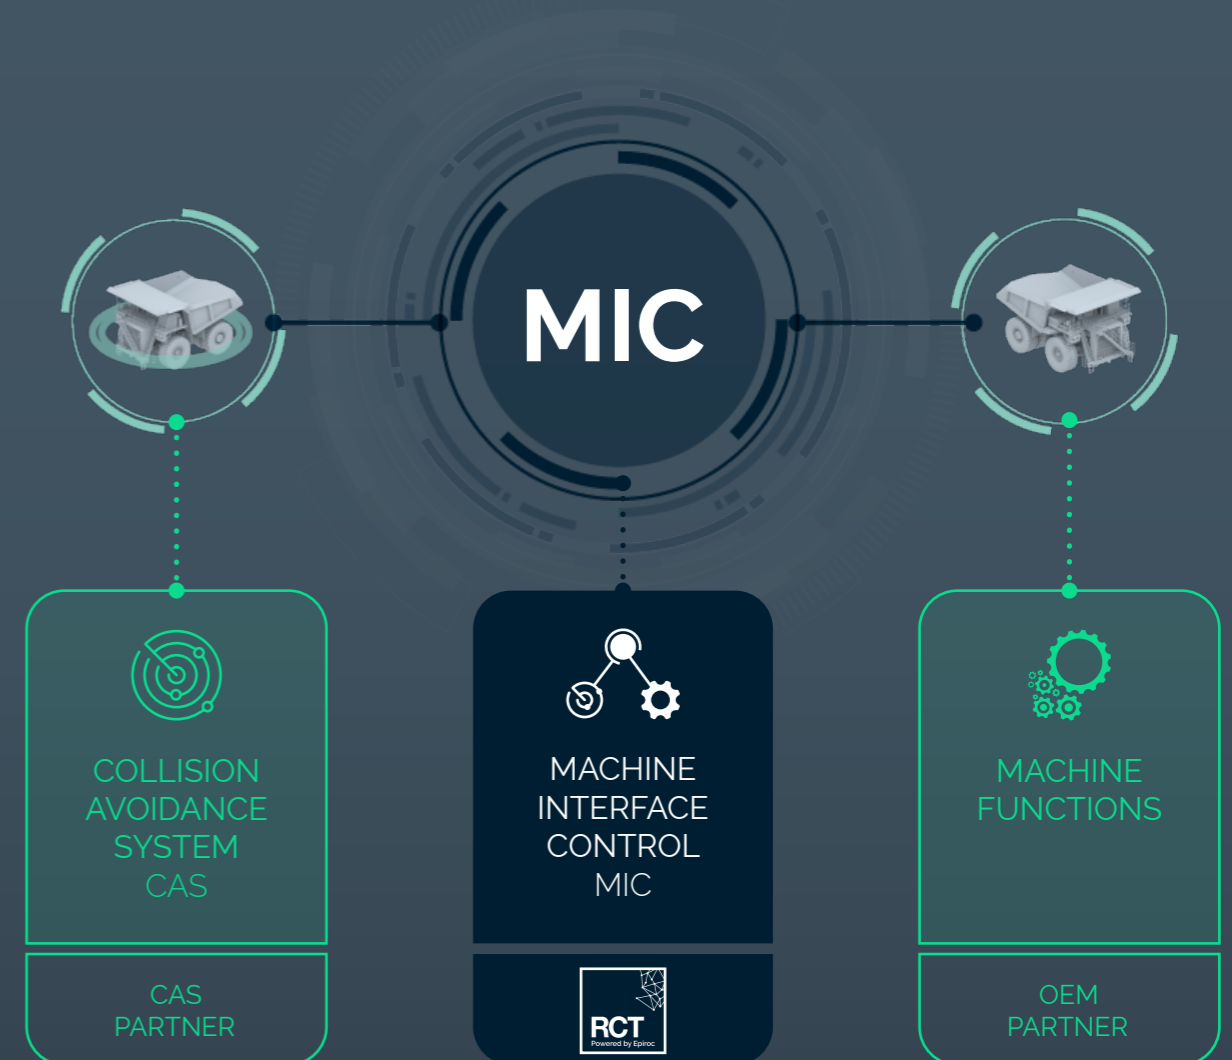 MIC
COLLISION
AVOIDANCE
SYSTEM
CAS
CAS
PARTNER
MACHINE
INTERFACE
CONTROL
MIC
RCT
Powered by Epiroc
MACHINE
FUNCTIONS
OEM
PARTNER